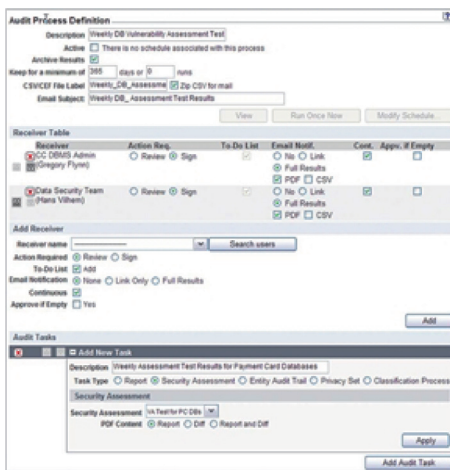 Audit Process Definition
Description Weekly DB Vulnerability Assessment Test
Active There is no schedule associated with this process
Archive Results
Keep for a minimum of 365 days or 0 runs
CSV/CEF File Label Weekly_DB_Assessme Zip CSV for mail
Email Subject: Weekly DB_ Assessment Test Results
View Run Once Now Modify Schedule...
Receiver Table
Receiver Action Req. To-Do List Email Notif. Cont. Appv. if Empty
CC DBMS Admin Review Sign No Link
(Gregory Flynn) Full Results
PDF CSV
Data Security Team Review Sign No Link
(Hans Vilhem) Full Results
PDF CSV
Add Receiver
Receiver name Search users
Action Required Review Sign
To-Do List Add
Email Notification None Link Only Full Results
Continuous
Approve if Empty Yes
Add
Audit Tasks
Add New Task
Description Weekly Assessment Test Results for Payment Card Databases
Task Type Report Security Assessment Entity Audit Trail Privacy Set Classification Process
Security Assessment
Security Assessment VA Test for PC DBs
PDF Content Report Diff Report and Diff
Apply
Add Audit Task